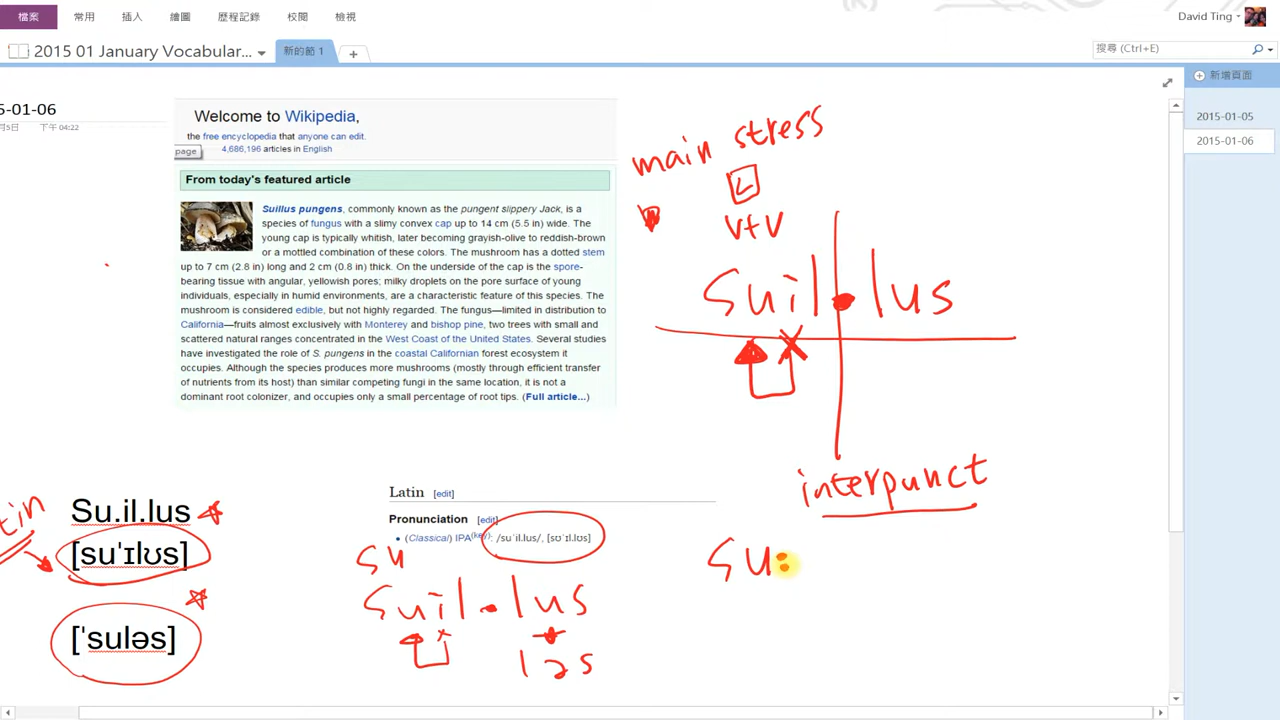 檔案 常用 插入 繪圖 歷程記錄 校閱 檢視
David Ting
2015 01 January Vocabular... 新的節 1
搜尋 (Ctrl+E)
新增頁面
5-01-06
下午 04:22
2015-01-05
2015-01-06
Welcome to Wikipedia,
the free encyclopedia that anyone can edit.
4,686,196 articles in English
page
From today's featured article
Suillus pungens, commonly known as the pungent slippery Jack, is a
species of fungus with a slimy convex cap up to 14 cm (5.5 in) wide. The
young cap is typically whitish, later becoming grayish-olive to reddish-brown
or a mottled combination of these colors. The mushroom has a dotted stem
up to 7 cm (2.8 in) long and 2 cm (0.8 in) thick. On the underside of the cap is the spore-
bearing tissue with angular, yellowish pores; milky droplets on the pore surface of young
individuals, especially in humid environments, are a characteristic feature of this species. The
mushroom is considered edible, but not highly regarded. The fungus—limited in distribution to
California—fruits almost exclusively with Monterey and bishop pine, two trees with small and
scattered natural ranges concentrated in the West Coast of the United States. Several studies
have investigated the role of S. pungens in the coastal Californian forest ecosystem it
occupies. Although the species produces more mushrooms (mostly through efficient transfer
of nutrients from its host) than similar competing fungi in the same location, it is not a
dominant root colonizer, and occupies only a small percentage of root tips. (Full article...)
main stress
v+v
suil·lus
interpunct
Latin [edit]
Pronunciation [edit]
• (Classical) IPA(key): /suˈil.lus/, [sʊˈɪl.lʊs]
tin
Su.il.lus
[suˈɪlʊs]
[ˈsuləs]
su
suil·lus
ləs
su: